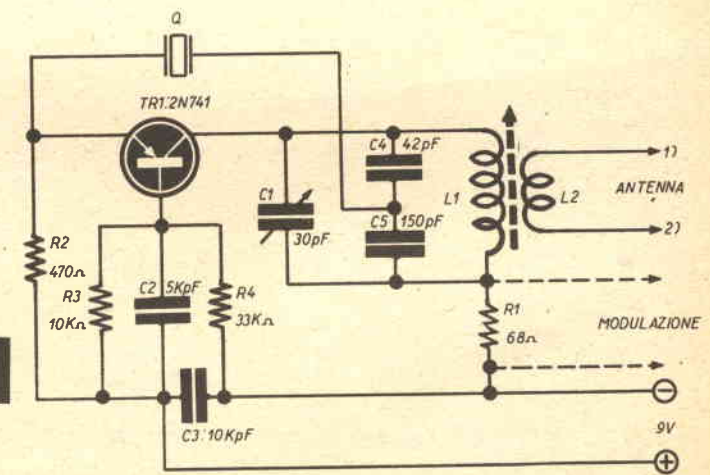 Q
TR1:2N741
C4
42pF
1)
C1
30pF
L1
L2
ANTENNA
C5
150pF
2)
R2
470Ω
R3
10KΩ
C2
5KpF
R4
33KΩ
R1
68Ω
MODULAZIONE
−
C3:10KpF
9V
+